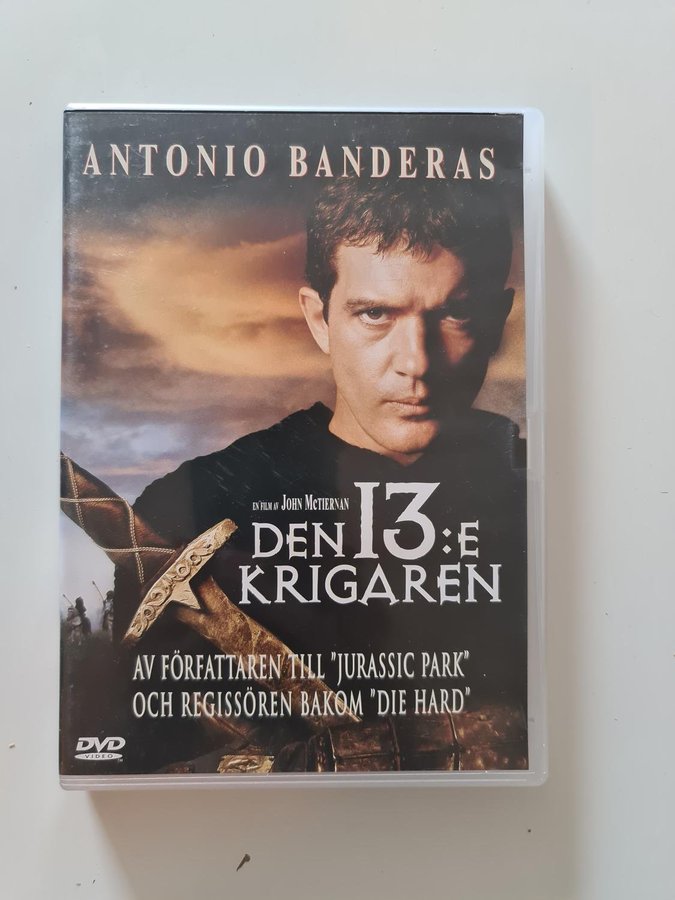 ANTONIO BANDERAS
EN FILM AV JOHN MCTIERNAN
DEN 13:E
KRIGAREN
AV FÖRFATTAREN TILL "JURASSIC PARK"
OCH REGISSÖREN BAKOM "DIE HARD"
DVD
VIDEO